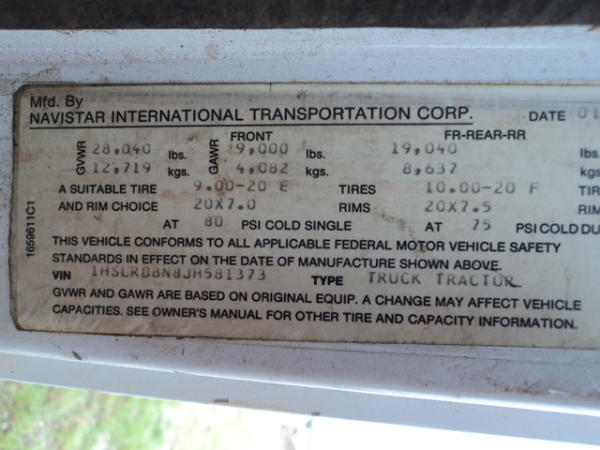 Mfd. By
NAVISTAR INTERNATIONAL TRANSPORTATION CORP. DATE 01
FRONT FR-REAR-RR
GVWR 28,040 lbs. GAWR 9,000 lbs. 19,040 lbs.
12,719 kgs. 4,082 kgs. 8,637 kgs
A SUITABLE TIRE 9.00-20 E TIRES 10.00-20 F TIR
AND RIM CHOICE 20X7.0 RIMS 20X7.5 RIM
AT 80 PSI COLD SINGLE AT 75 PSI COLD DU
THIS VEHICLE CONFORMS TO ALL APPLICABLE FEDERAL MOTOR VEHICLE SAFETY
STANDARDS IN EFFECT ON THE DATE OF MANUFACTURE SHOWN ABOVE.
VIN 1HSLRD8N8JH581373 TYPE TRUCK TRACTOR
GVWR AND GAWR ARE BASED ON ORIGINAL EQUIP. A CHANGE MAY AFFECT VEHICLE
CAPACITIES. SEE OWNER'S MANUAL FOR OTHER TIRE AND CAPACITY INFORMATION.
1659611C1